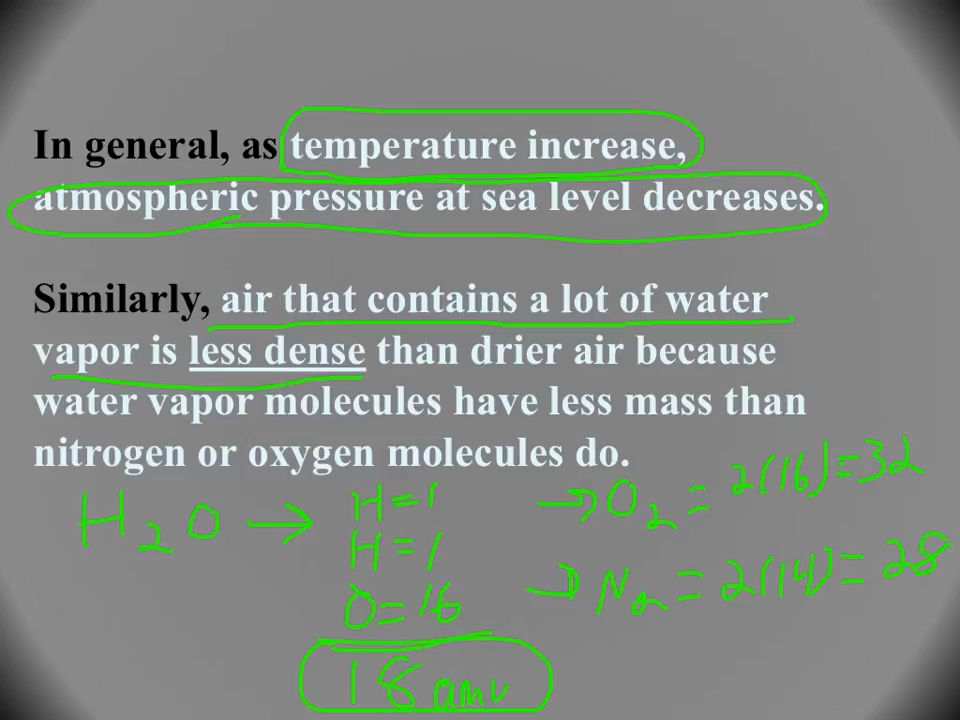 In general, as temperature increase,
atmospheric pressure at sea level decreases.
Similarly, air that contains a lot of water
vapor is less dense than drier air because
water vapor molecules have less mass than
nitrogen or oxygen molecules do.
H2O → H=1
H=1
O=16
18 amu
→ O2 = 2(16)=32
→ N2 = 2(14)=28